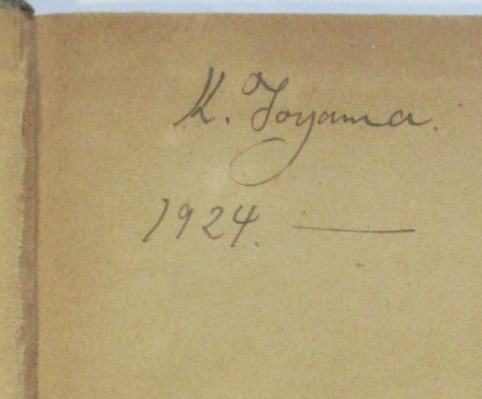 K. Toyama.
1924. —